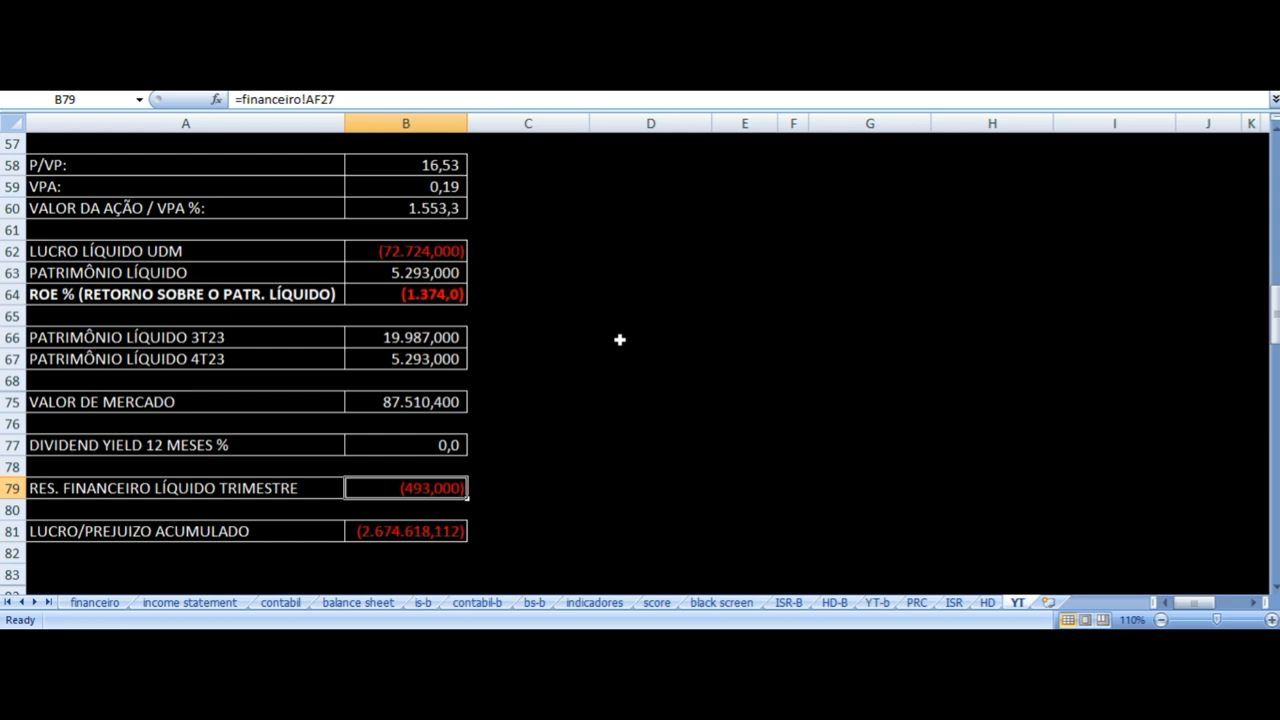 B79 fx =financeiro!AF27
A B C D E F G H I J K
57
58 P/VP: 16,53
59 VPA: 0,19
60 VALOR DA AÇÃO / VPA %: 1.553,3
61
62 LUCRO LÍQUIDO UDM (72.724,000)
63 PATRIMÔNIO LÍQUIDO 5.293,000
64 ROE % (RETORNO SOBRE O PATR. LÍQUIDO) (1.374,0)
65
66 PATRIMÔNIO LÍQUIDO 3T23 19.987,000
67 PATRIMÔNIO LÍQUIDO 4T23 5.293,000
68
75 VALOR DE MERCADO 87.510,400
76
77 DIVIDEND YIELD 12 MESES % 0,0
78
79 RES. FINANCEIRO LÍQUIDO TRIMESTRE (493,000)
80
81 LUCRO/PREJUIZO ACUMULADO (2.674.618,112)
82
83
financeiro income statement contabil balance sheet is-b contabil-b bs-b indicadores score black screen ISR-B HD-B YT-b PRC ISR HD YT
Ready 110%